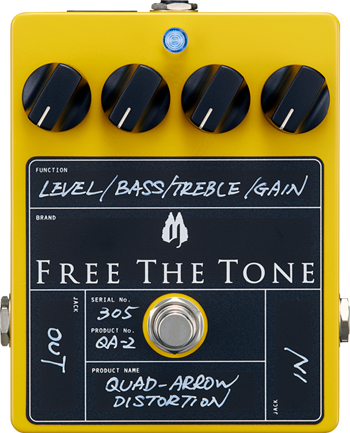 FUNCTION
LEVEL/BASS/TREBLE/GAIN
BRAND
FREE THE TONE
JACK
OUT
SERIAL No.
305
PRODUCT No.
QA-2
PRODUCT NAME
QUAD-ARROW
DISTORTION
IN
JACK